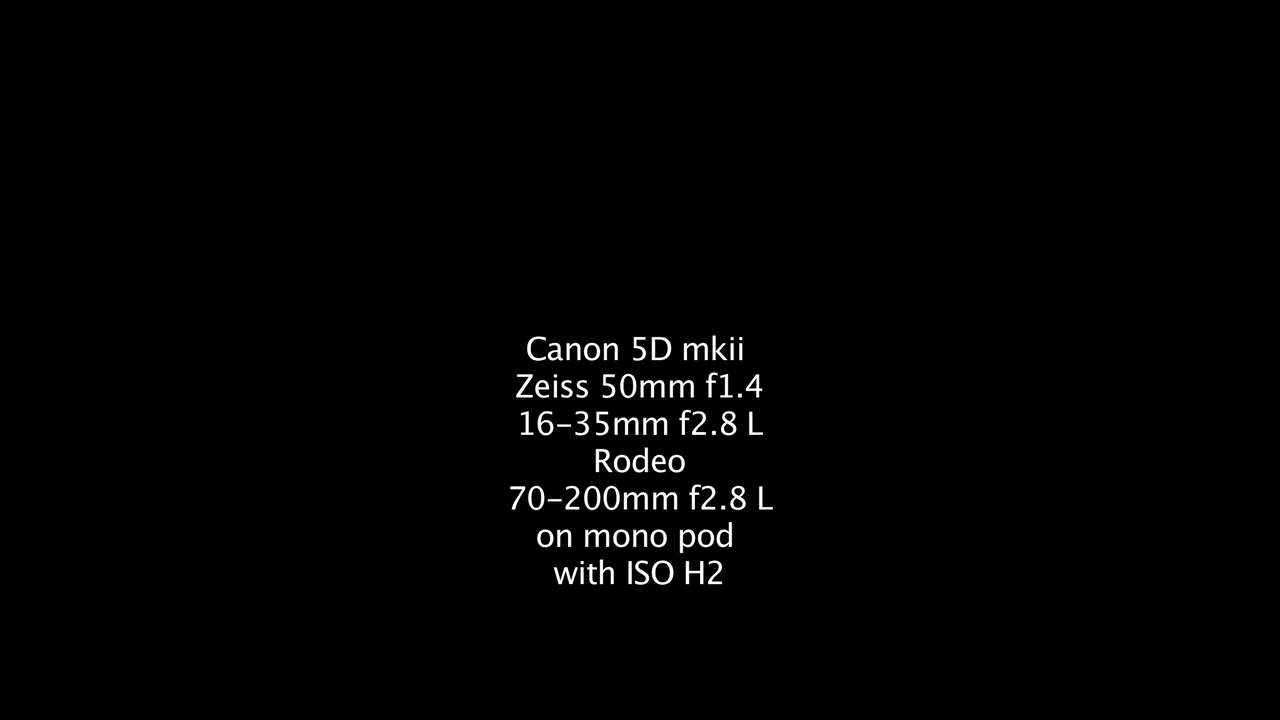 Canon 5D mkii
Zeiss 50mm f1.4
16-35mm f2.8 L
Rodeo
70-200mm f2.8 L
on mono pod
with ISO H2